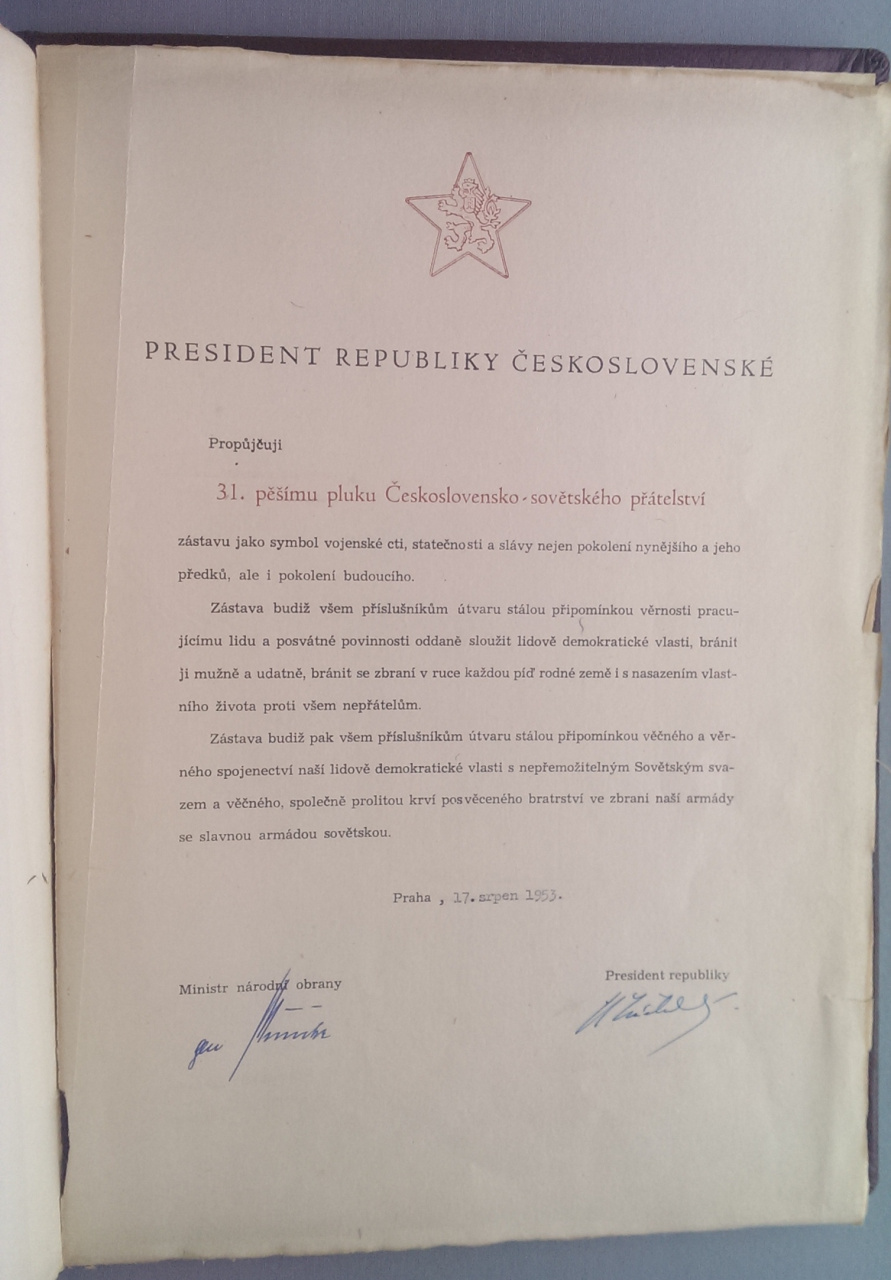 PRESIDENT REPUBLIKY ČESKOSLOVENSKÉ
Propůjčuji
31. pěšímu pluku Československo-sovětského přátelství
zástavu jako symbol vojenské cti, statečnosti a slávy nejen pokolení nynějšího a jeho
předků, ale i pokolení budoucího.
Zástava budiž všem příslušníkům útvaru stálou připomínkou věrnosti pracu-
jícímu lidu a posvátné povinnosti oddaně sloužit lidově demokratické vlasti, bránit
ji mužně a udatně, bránit se zbraní v ruce každou píď rodné země i s nasazením vlast-
ního života proti všem nepřátelům.
Zástava budiž pak všem příslušníkům útvaru stálou připomínkou věčného a věr-
ného spojenectví naší lidově demokratické vlasti s nepřemožitelným Sovětským sva-
zem a věčného, společně prolitou krví posvěceného bratrství ve zbrani naší armády
se slavnou armádou sovětskou.
Praha , 17. srpen 1953.
Ministr národní obrany
President republiky